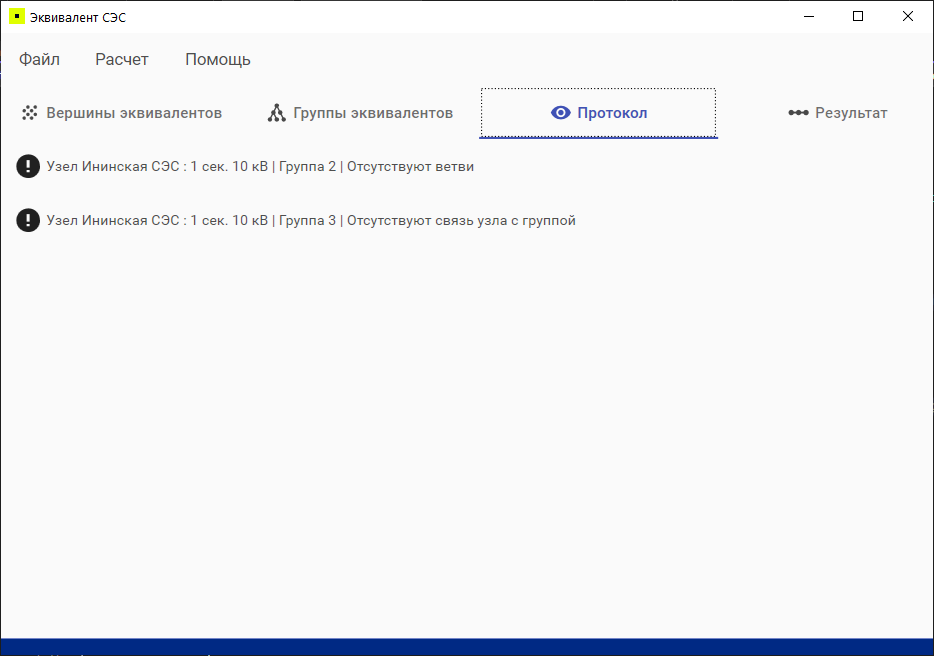 Эквивалент СЭС
Файл Расчет Помощь
Вершины эквивалентов Группы эквивалентов Протокол Результат
Узел Ининская СЭС : 1 сек. 10 кВ | Группа 2 | Отсутствуют ветви
Узел Ининская СЭС : 1 сек. 10 кВ | Группа 3 | Отсутствуют связь узла с группой